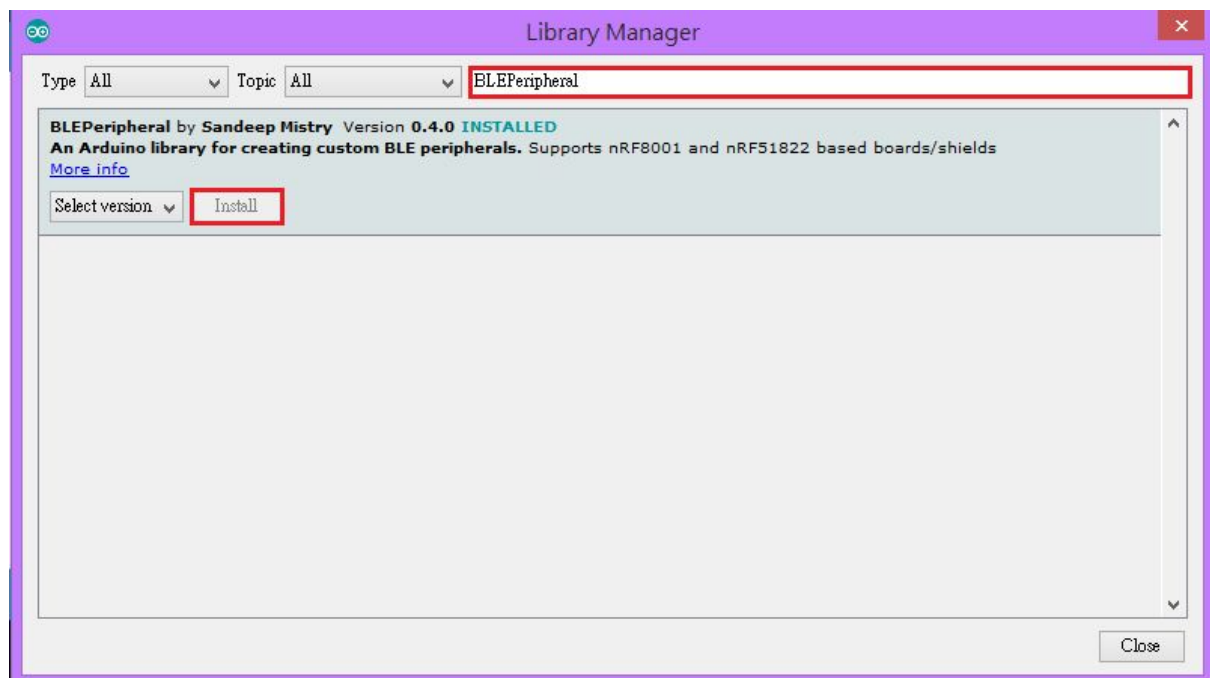 Library Manager
Type All Topic All BLEPeripheral
BLEPeripheral by Sandeep Mistry Version 0.4.0 INSTALLED
An Arduino library for creating custom BLE peripherals. Supports nRF8001 and nRF51822 based boards/shields
More info
Select version Install
Close